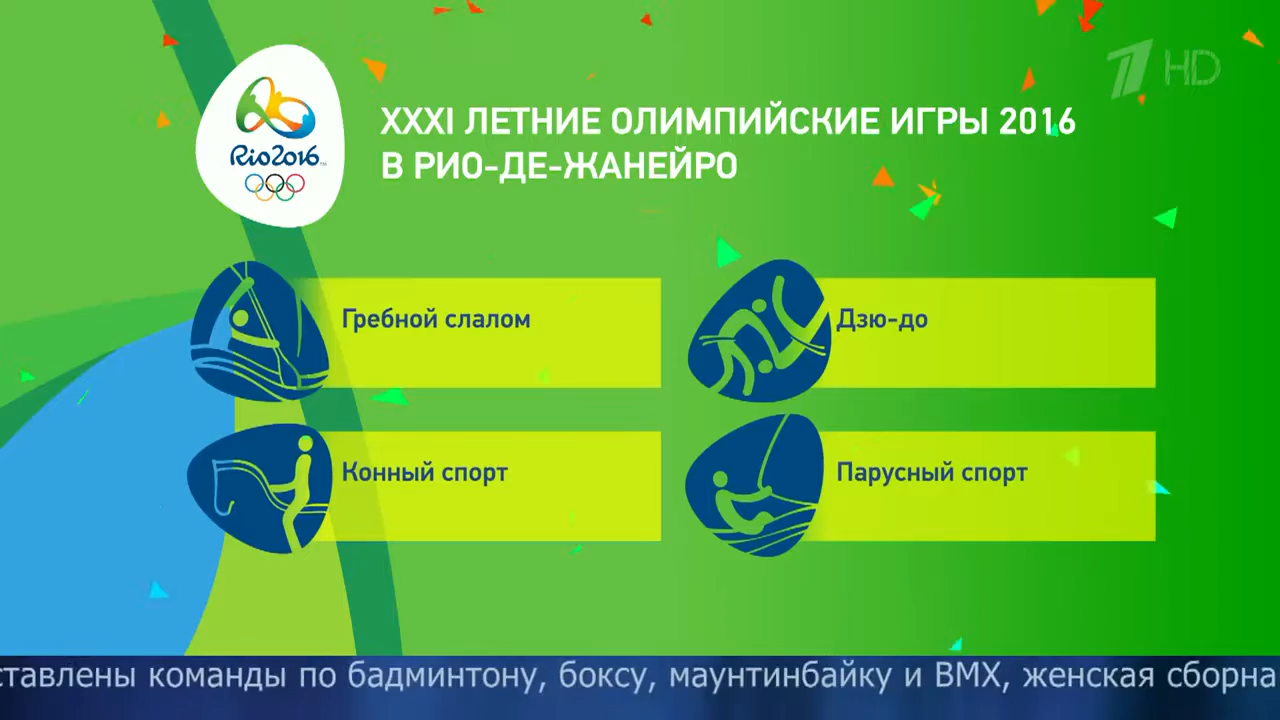 1 HD
XXXI ЛЕТНИЕ ОЛИМПИЙСКИЕ ИГРЫ 2016
В РИО-ДЕ-ЖАНЕЙРО
Rio2016
Гребной слалом
Дзю-до
Конный спорт
Парусный спорт
ставлены команды по бадминтону, боксу, маунтинбайку и BMX, женская сборна